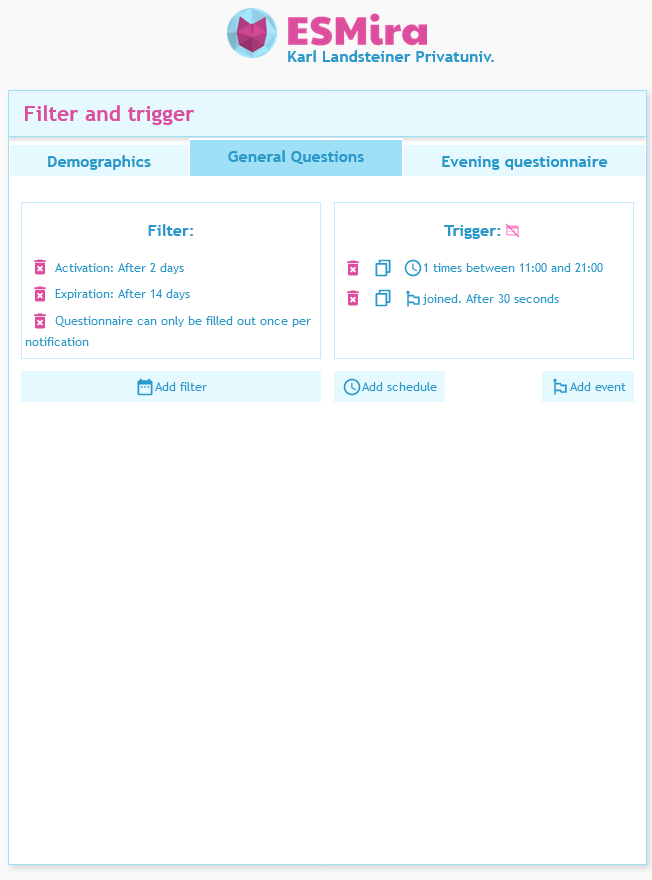 ESMira
Karl Landsteiner Privatuniv.
Filter and trigger
Demographics
General Questions
Evening questionnaire
Filter:
Activation: After 2 days
Expiration: After 14 days
Questionnaire can only be filled out once per
notification
Add filter
Trigger:
1 times between 11:00 and 21:00
joined. After 30 seconds
Add schedule
Add event